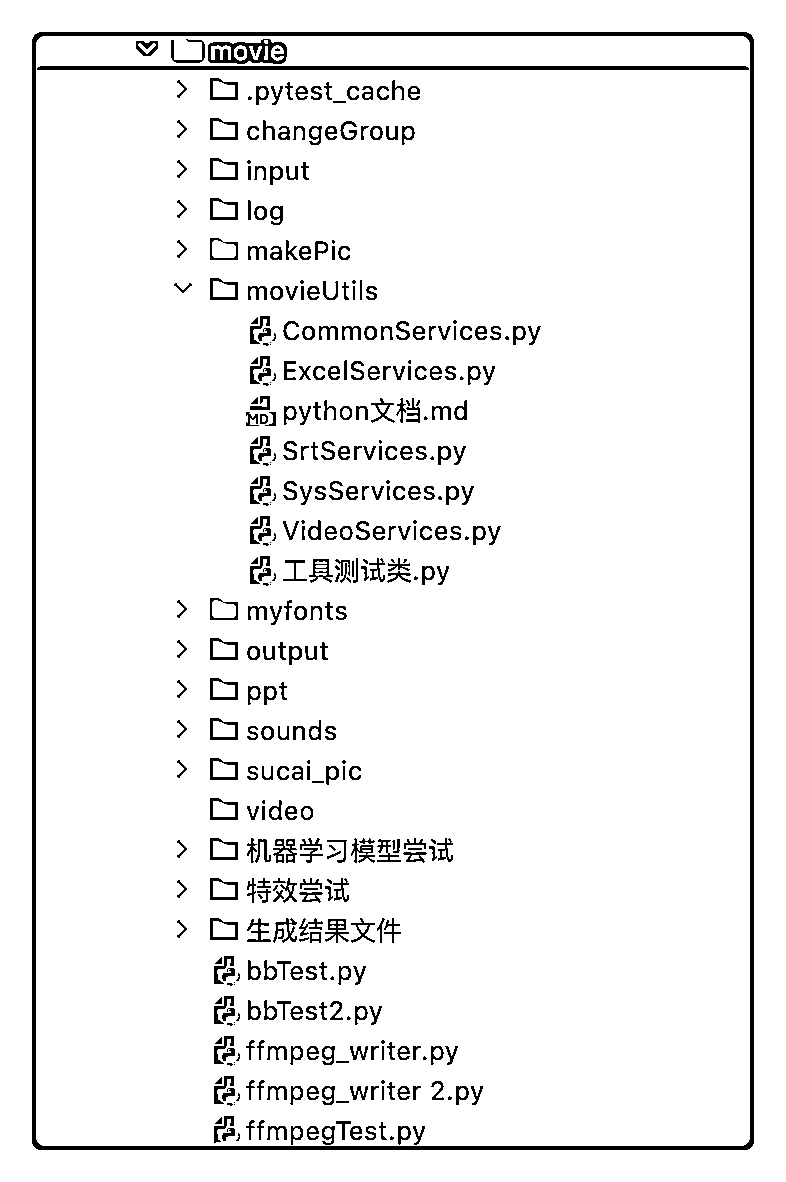 movie
.pytest_cache
changeGroup
input
log
makePic
movieUtils
CommonServices.py
ExcelServices.py
python文档.md
SrtServices.py
SysServices.py
VideoServices.py
工具测试类.py
myfonts
output
ppt
sounds
sucai_pic
video
机器学习模型尝试
特效尝试
生成结果文件
bbTest.py
bbTest2.py
ffmpeg_writer.py
ffmpeg_writer 2.py
ffmpegTest.py